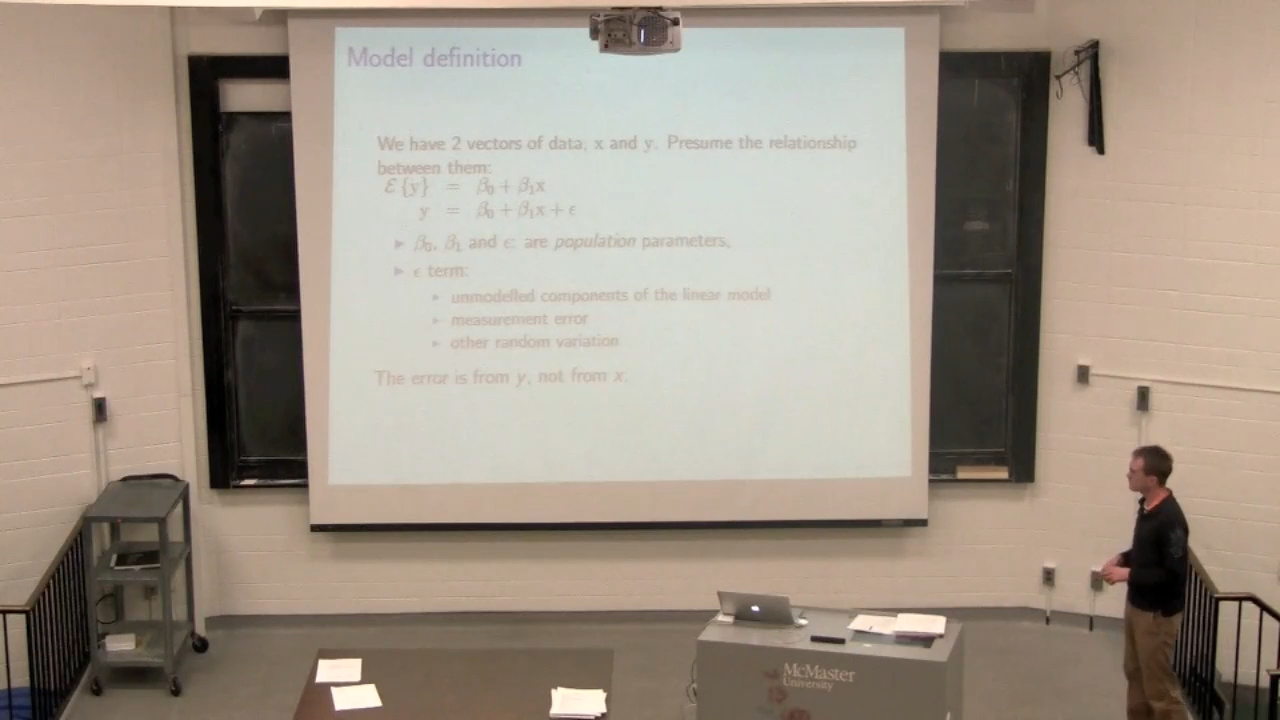 Model definition
We have 2 vectors of data, x and y. Presume the relationship
between them:
ℰ{y} = β₀ + β₁x
y = β₀ + β₁x + ϵ
▸ β₀, β₁ and ϵ: are population parameters,
▸ ϵ term:
▸ unmodelled components of the linear model
▸ measurement error
▸ other random variation
The error is from y, not from x.
McMaster
University